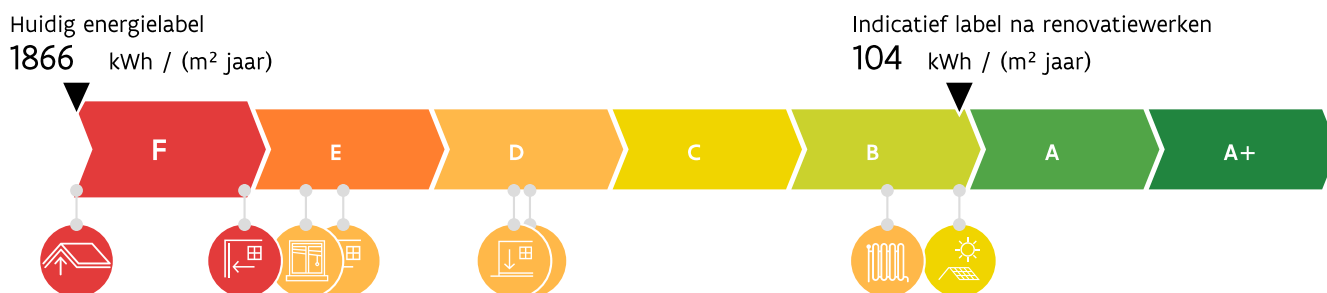 Huidig energielabel
1866 kWh / (m² jaar)
Indicatief label na renovatiewerken
104 kWh / (m² jaar)
F E D C B A A+